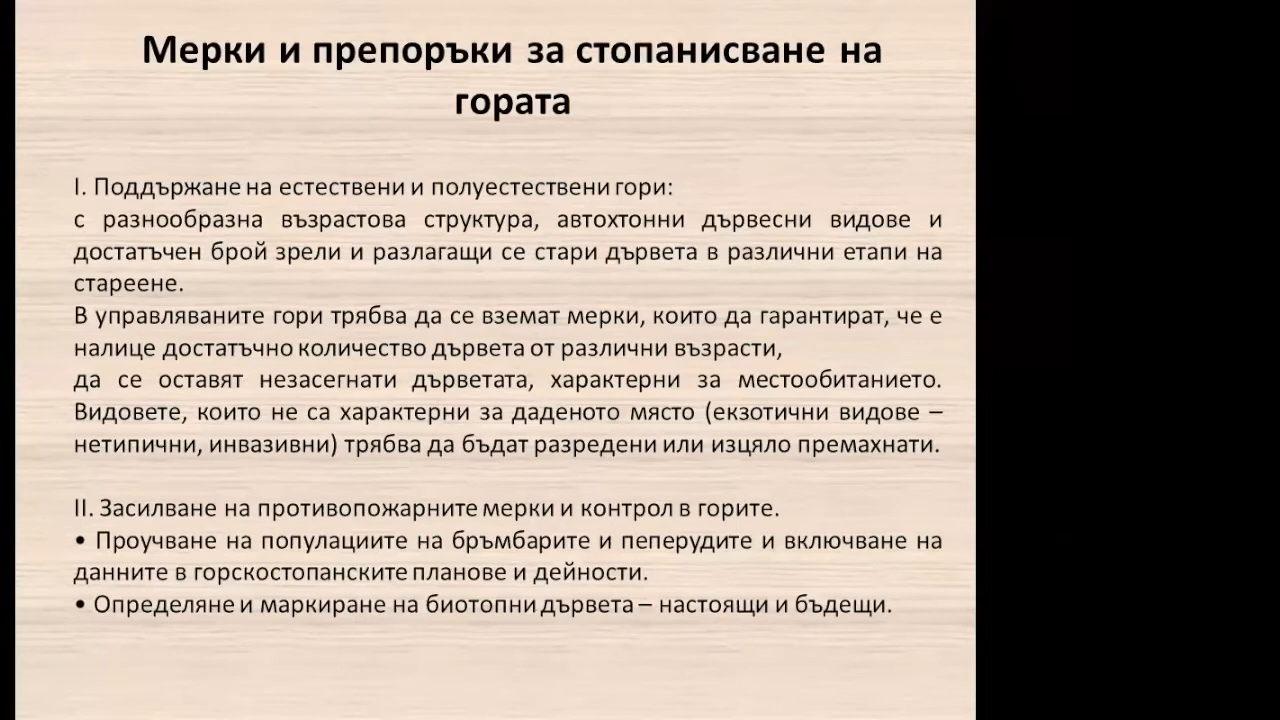 Мерки и препоръки за стопанисване на
гората
I. Поддържане на естествени и полуестествени гори:
с разнообразна възрастова структура, автохтонни дървесни видове и
достатъчен брой зрели и разлагащи се стари дървета в различни етапи на
стареене.
В управляваните гори трябва да се вземат мерки, които да гарантират, че е
налице достатъчно количество дървета от различни възрасти,
да се оставят незасегнати дърветата, характерни за местообитанието.
Видовете, които не са характерни за даденото място (екзотични видове –
нетипични, инвазивни) трябва да бъдат разредени или изцяло премахнати.
II. Засилване на противопожарните мерки и контрол в горите.
• Проучване на популациите на бръмбарите и пеперудите и включване на
данните в горскостопанските планове и дейности.
• Определяне и маркиране на биотопни дървета – настоящи и бъдещи.